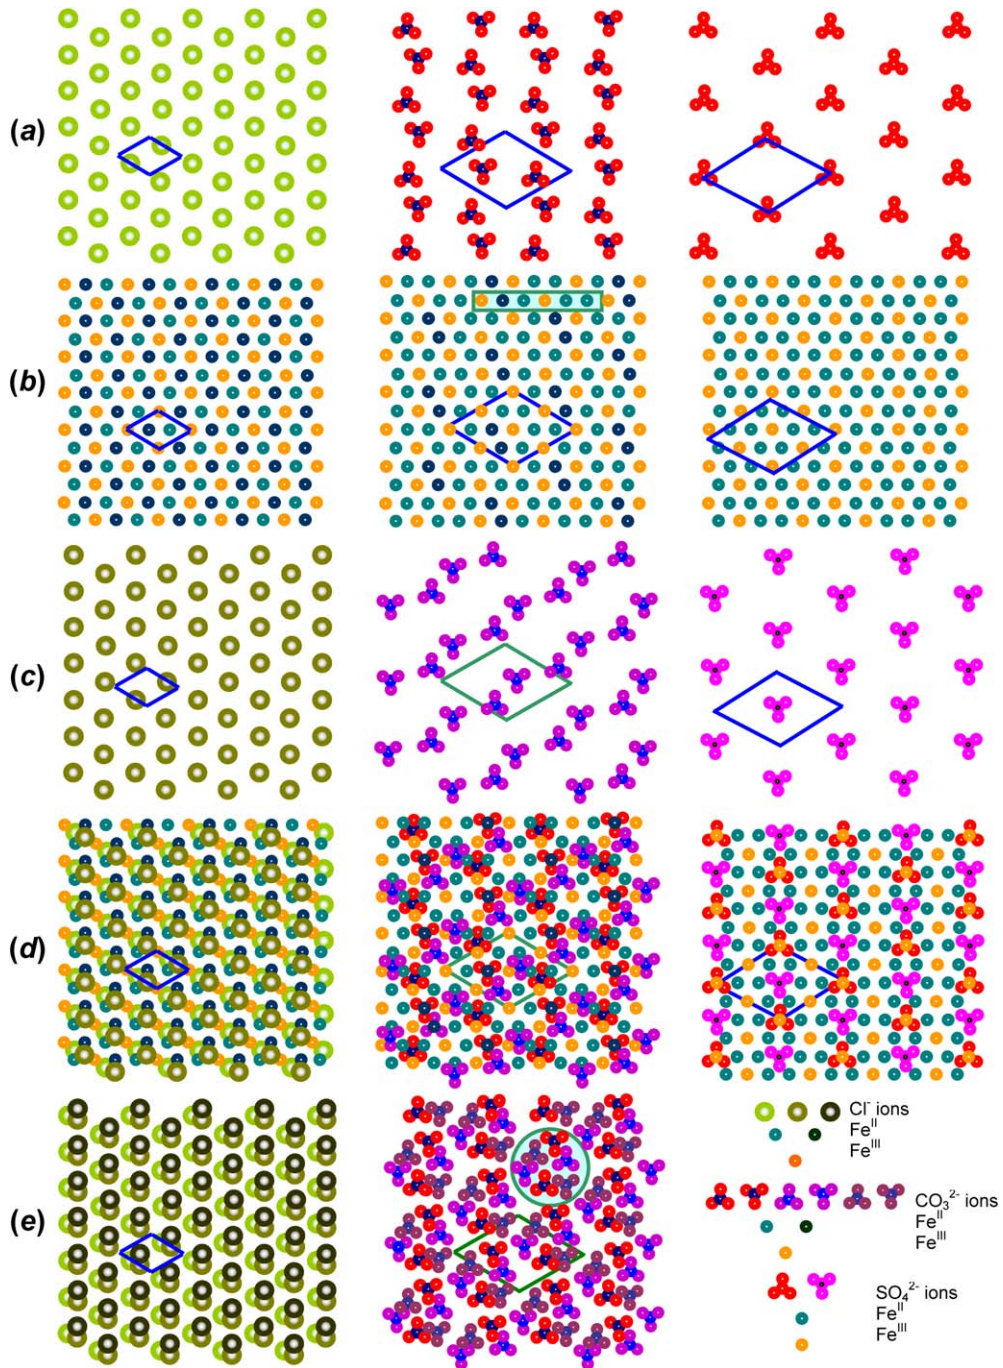 (a)
(b)
(c)
(d)
(e)
Cl⁻ ions
Fe^II
Fe^III
CO₃²⁻ ions
Fe^II
Fe^III
SO₄²⁻ ions
Fe^II
Fe^III